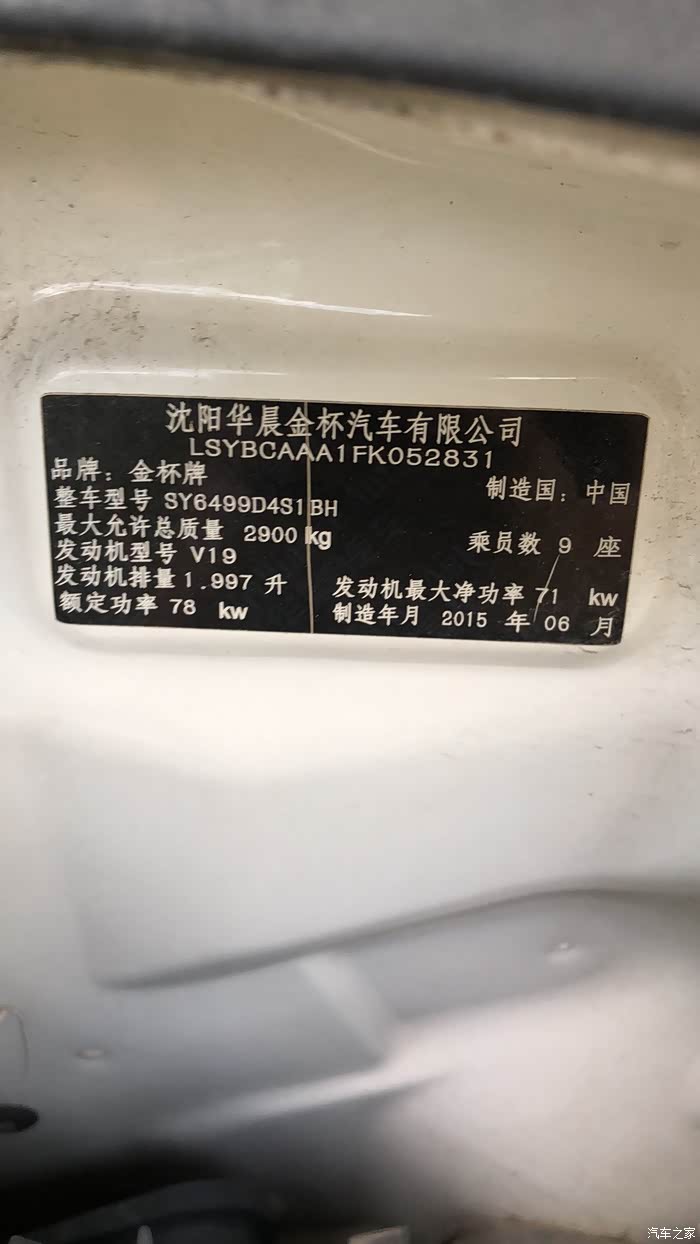 沈阳华晨金杯汽车有限公司
LSYBCAAA1FK052831
品牌：金杯牌 制造国：中国
整车型号 SY6499D4S1BH
最大允许总质量 2900 kg 乘员数 9 座
发动机型号 V19
发动机排量 1.997 升 发动机最大净功率 71 kw
额定功率 78 kw 制造年月 2015 年 06 月
汽车之家